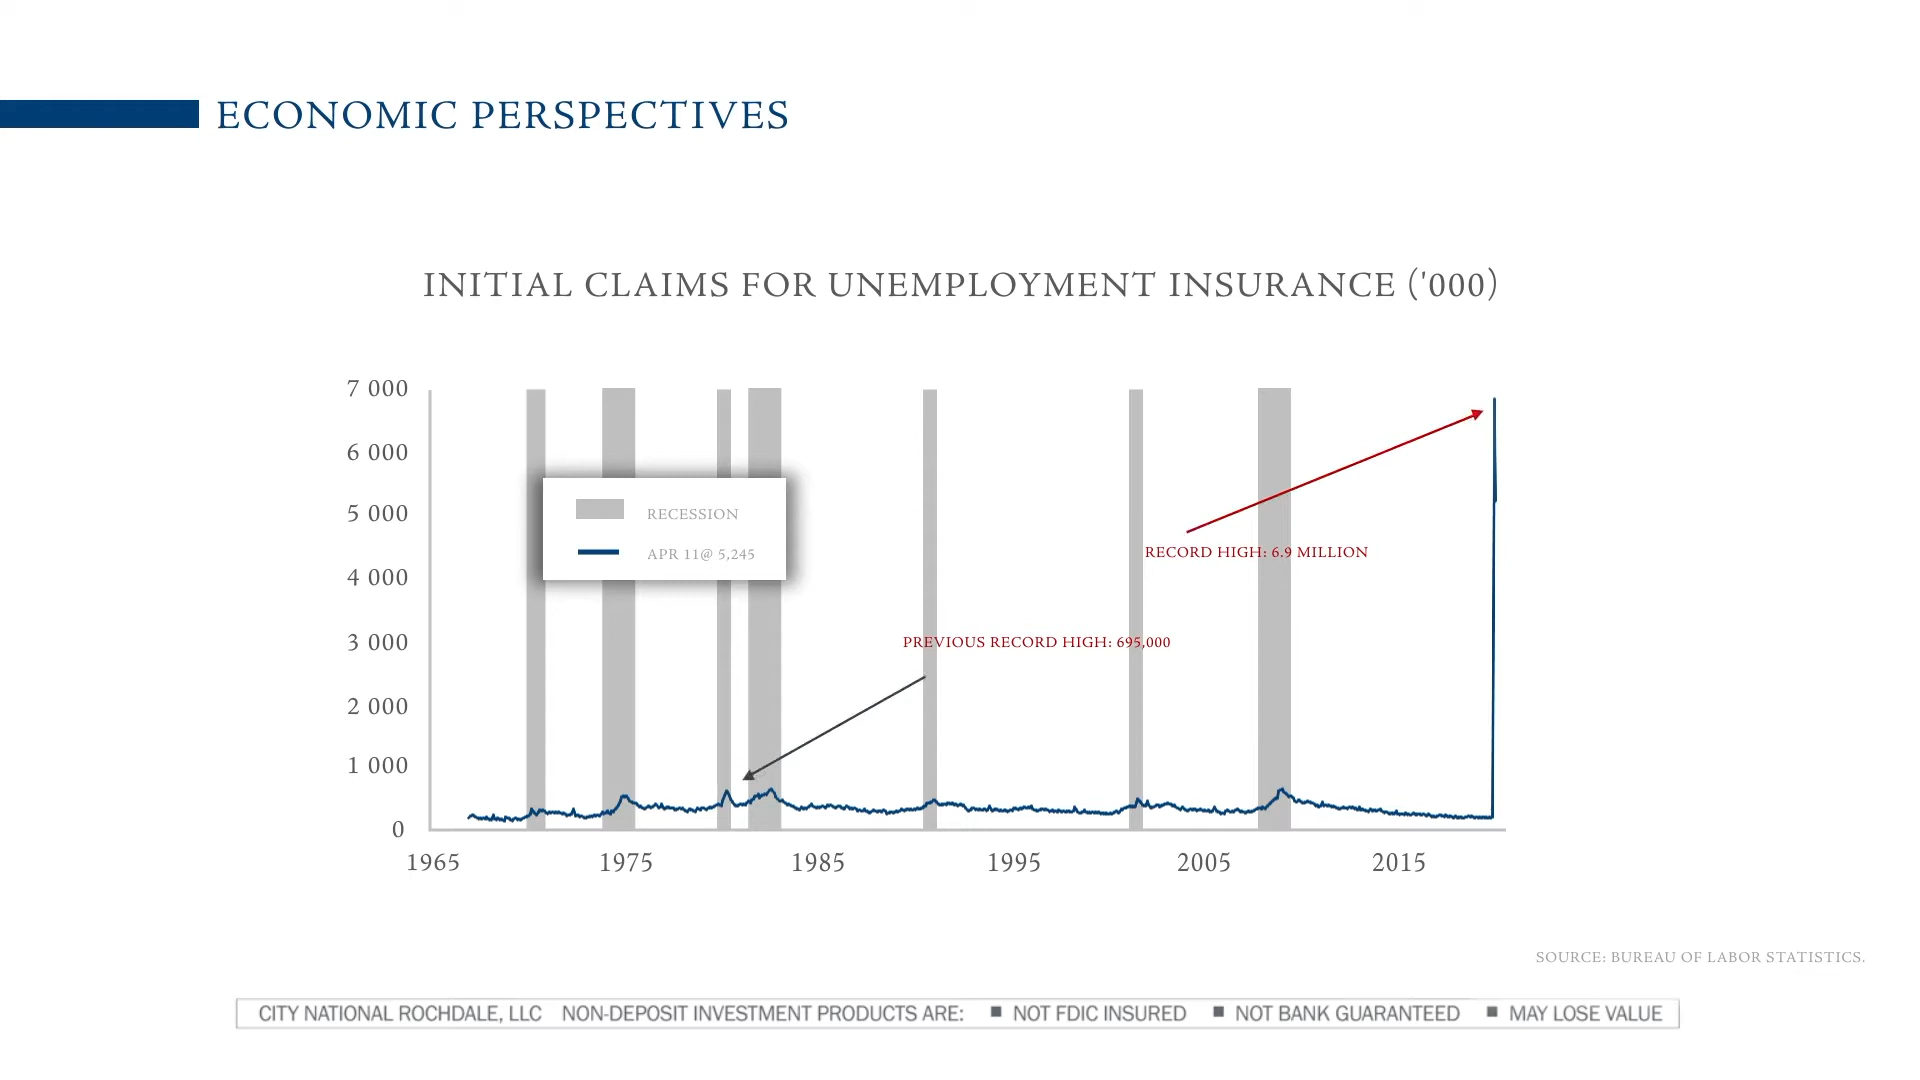 ECONOMIC PERSPECTIVES
INITIAL CLAIMS FOR UNEMPLOYMENT INSURANCE ('000)
7 000
6 000
5 000
4 000
3 000
2 000
1 000
0
RECESSION
APR 11@ 5,245
RECORD HIGH: 6.9 MILLION
PREVIOUS RECORD HIGH: 695,000
1965 1975 1985 1995 2005 2015
SOURCE: BUREAU OF LABOR STATISTICS.
CITY NATIONAL ROCHDALE, LLC NON-DEPOSIT INVESTMENT PRODUCTS ARE: ■ NOT FDIC INSURED ■ NOT BANK GUARANTEED ■ MAY LOSE VALUE